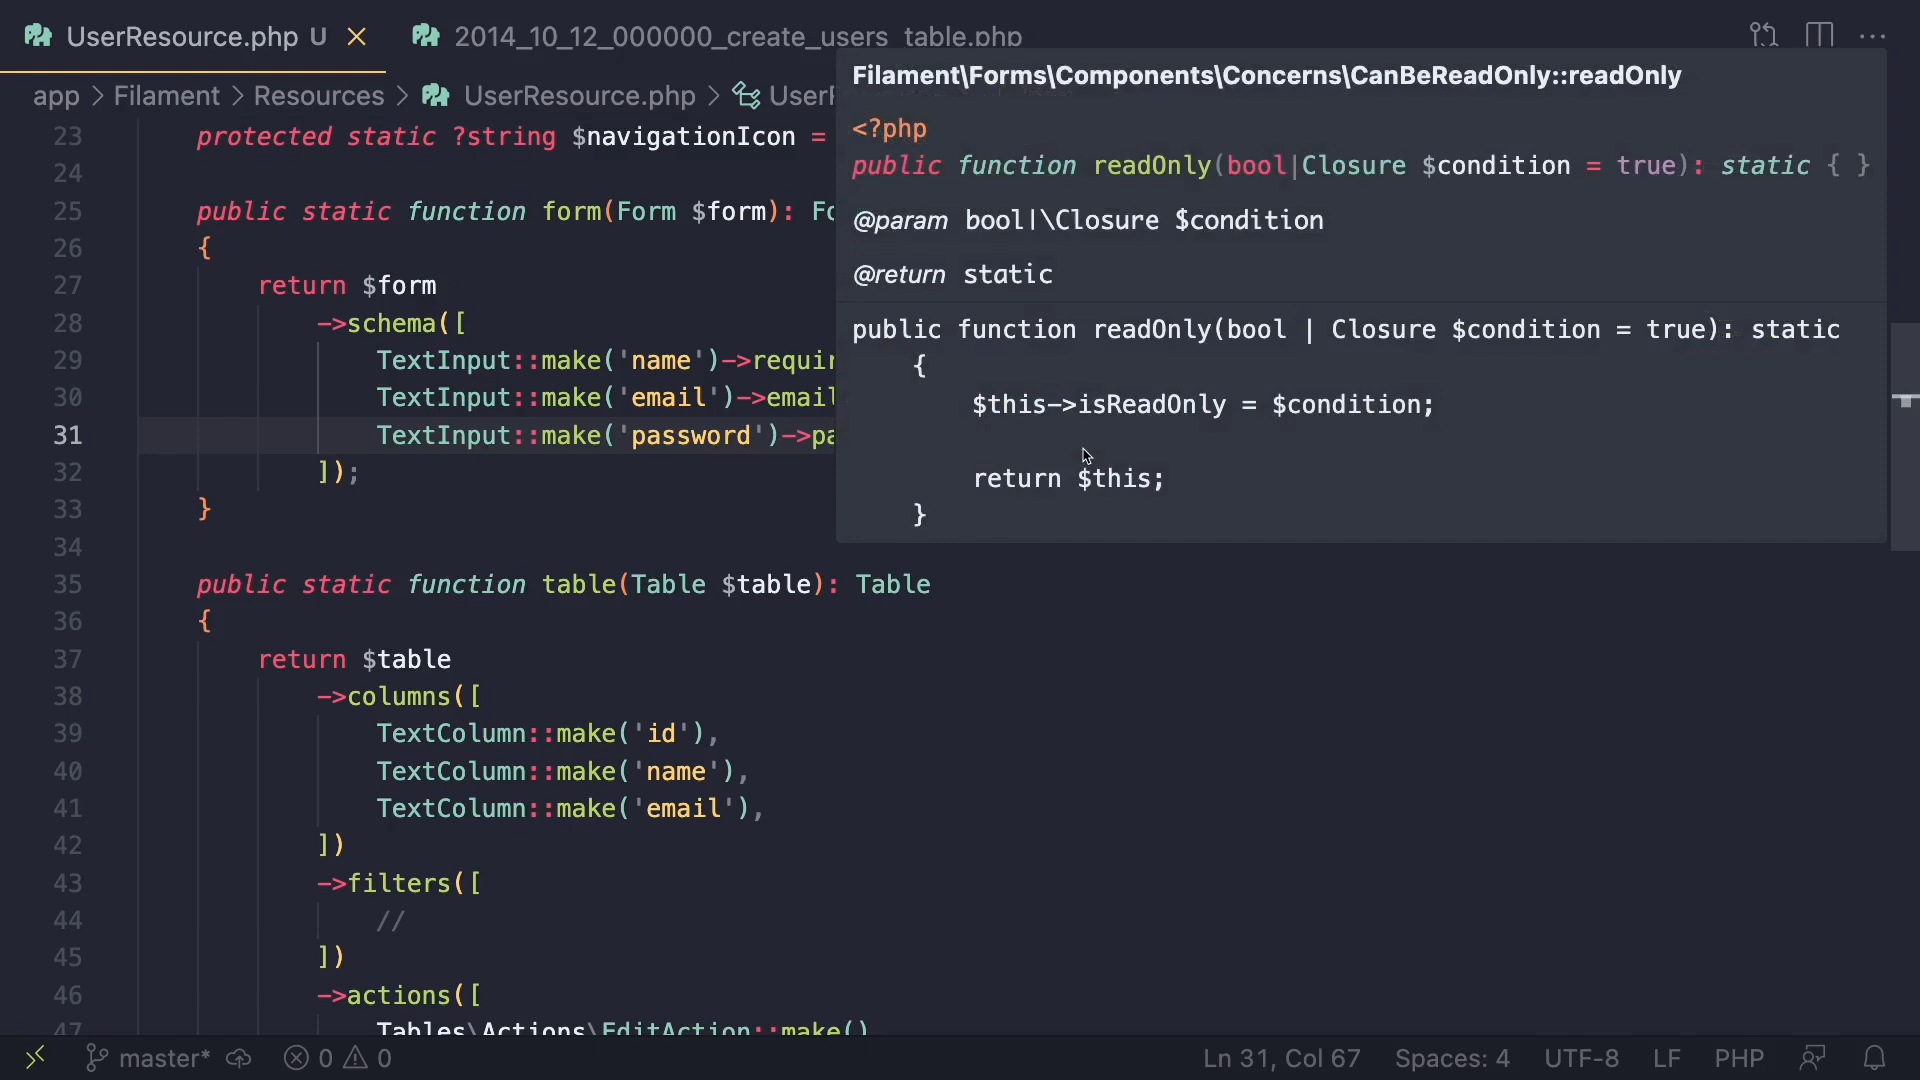 UserResource.php U
2014_10_12_000000_create_users_table.php
app > Filament > Resources > UserResource.php >
Filament\Forms\Components\Concerns\CanBeReadOnly::readOnly
<?php
public function readOnly(bool|Closure $condition = true): static { }
@param bool|\Closure $condition
@return static
public function readOnly(bool | Closure $condition = true): static
{
$this->isReadOnly = $condition;
return $this;
}
23 protected static ?string $navigationIcon =
24
25 public static function form(Form $form):
26 {
27 return $form
28 ->schema([
29 TextInput::make('name')->requir
30 TextInput::make('email')->email
31 TextInput::make('password')->pa
32 ]);
33 }
34
35 public static function table(Table $table): Table
36 {
37 return $table
38 ->columns([
39 TextColumn::make('id'),
40 TextColumn::make('name'),
41 TextColumn::make('email'),
42 ])
43 ->filters([
44 //
45 ])
46 ->actions([
47 Tables\Actions\EditAction::make()
master* 0 0
Ln 31, Col 67 Spaces: 4 UTF-8 LF PHP